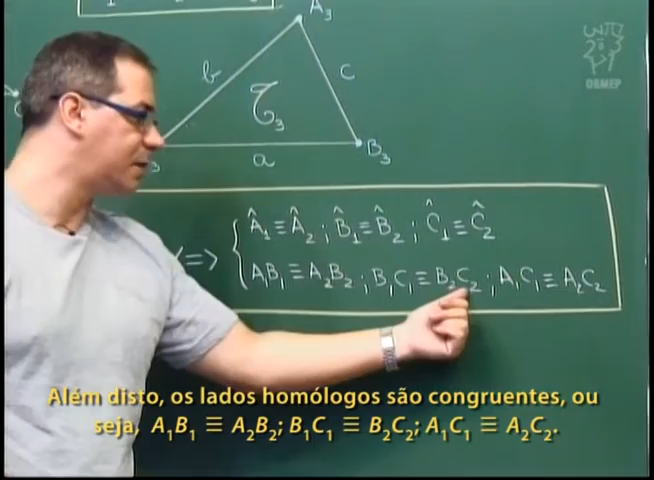 A₃
b
c
𝒯₃
a
B₃
3
<=> { Â₁ ≡ Â₂ ; B̂₁ ≡ B̂₂ ; Ĉ₁ ≡ Ĉ₂
A₁B₁ ≡ A₂B₂ ; B₁C₁ ≡ B₂C₂ ; A₁C₁ ≡ A₂C₂
OBMEP
Além disto, os lados homólogos são congruentes, ou
seja, A₁B₁ ≡ A₂B₂; B₁C₁ ≡ B₂C₂; A₁C₁ ≡ A₂C₂.